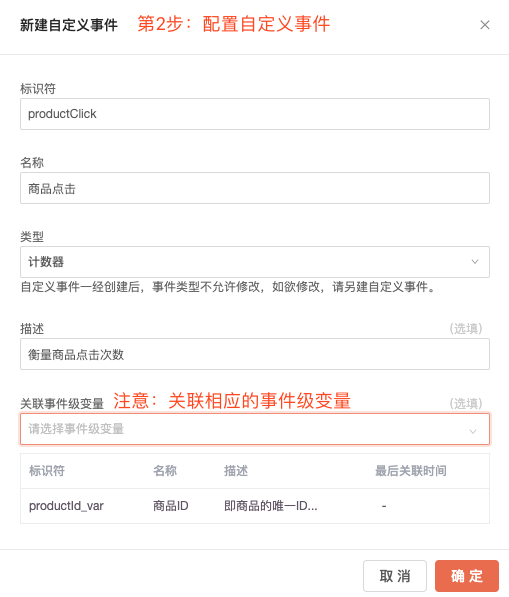 新建自定义事件 第2步：配置自定义事件
标识符
productClick
名称
商品点击
类型
计数器
自定义事件一经创建后，事件类型不允许修改，如欲修改，请另建自定义事件。
描述 (选填)
衡量商品点击次数
关联事件级变量 注意：关联相应的事件级变量 (选填)
请选择事件级变量
标识符 名称 描述 最后关联时间
productId_var 商品ID 即商品的唯一ID... -
取 消 确 定